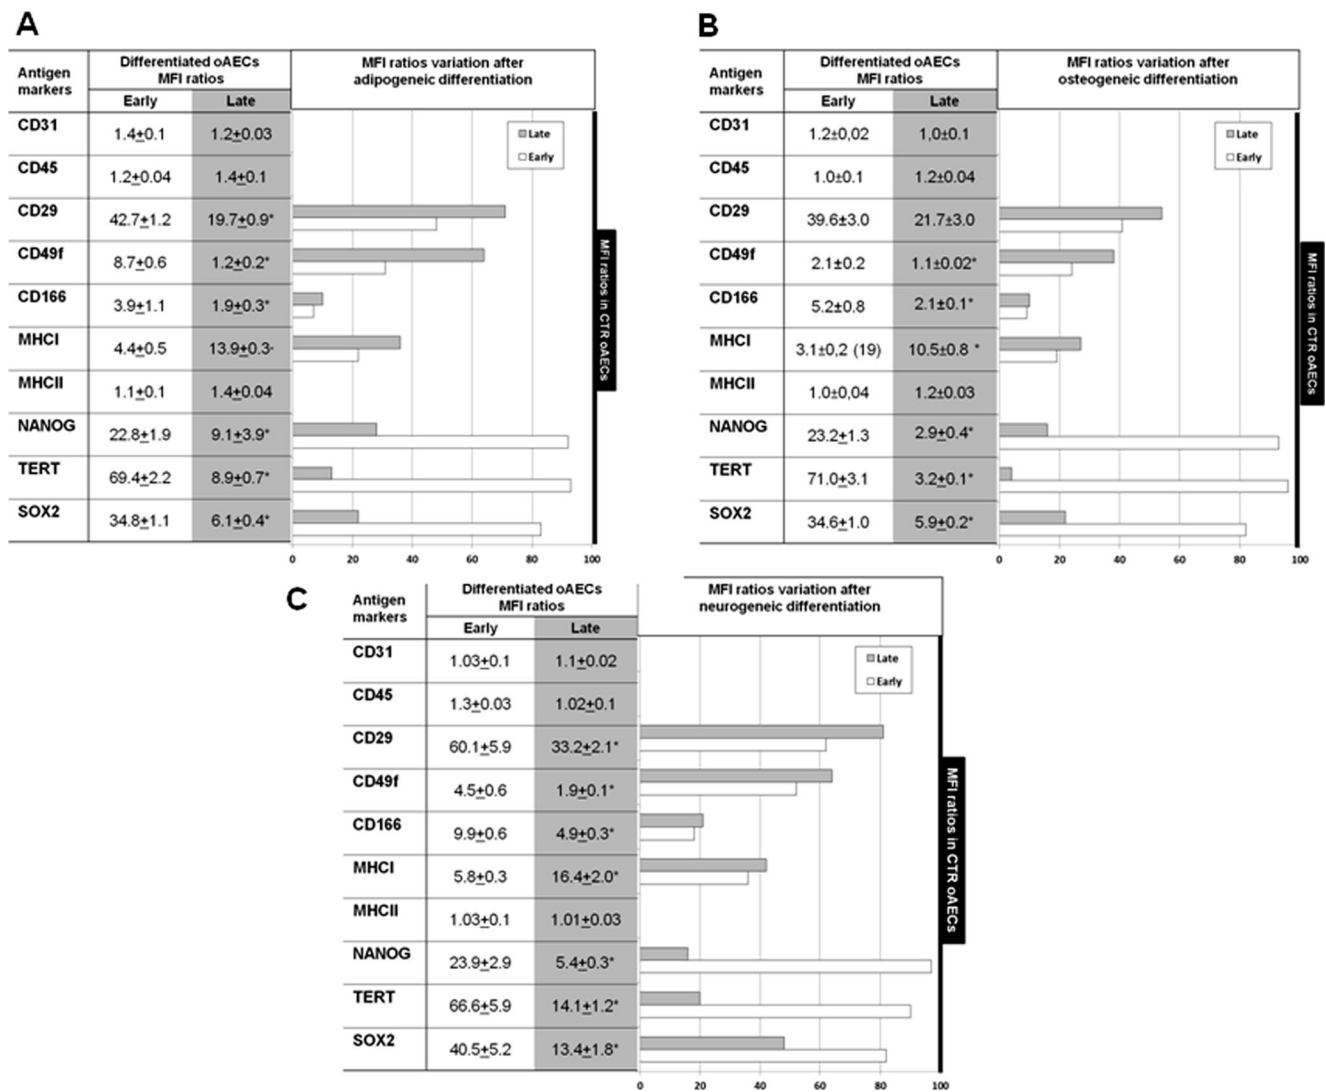 A
Antigen markers
Differentiated oAECs MFI ratios
MFI ratios variation after adipogeneic differentiation
Early Late
CD31 1.4±0.1 1.2±0.03
CD45 1.2±0.04 1.4±0.1
CD29 42.7±1.2 19.7±0.9*
CD49f 8.7±0.6 1.2±0.2*
CD166 3.9±1.1 1.9±0.3*
MHCI 4.4±0.5 13.9±0.3-
MHCII 1.1±0.1 1.4±0.04
NANOG 22.8±1.9 9.1±3.9*
TERT 69.4±2.2 8.9±0.7*
SOX2 34.8±1.1 6.1±0.4*
Late
Early
0 20 40 60 80 100
MFI ratios in CTR oAECs
B
Antigen markers
Differentiated oAECs MFI ratios
MFI ratios variation after osteogeneic differentiation
Early Late
CD31 1.2±0,02 1,0±0.1
CD45 1.0±0.1 1.2±0.04
CD29 39.6±3.0 21.7±3.0
CD49f 2.1±0.2 1.1±0.02*
CD166 5.2±0.8 2.1±0.1*
MHCI 3.1±0,2 (19) 10.5±0.8 *
MHCII 1.0±0,04 1.2±0.03
NANOG 23.2±1.3 2.9±0.4*
TERT 71.0±3.1 3.2±0.1*
SOX2 34.6±1.0 5.9±0.2*
Late
Early
0 20 40 60 80 100
MFI ratios in CTR oAECs
C
Antigen markers
Differentiated oAECs MFI ratios
MFI ratios variation after neurogeneic differentiation
Early Late
CD31 1.03±0.1 1.1±0.02
CD45 1.3±0.03 1.02±0.1
CD29 60.1±5.9 33.2±2.1*
CD49f 4.5±0.6 1.9±0.1*
CD166 9.9±0.6 4.9±0.3*
MHCI 5.8±0.3 16.4±2.0*
MHCII 1.03±0.1 1.01±0.03
NANOG 23.9±2.9 5.4±0.3*
TERT 66.6±5.9 14.1±1.2*
SOX2 40.5±5.2 13.4±1.8*
Late
Early
0 20 40 60 80 100
MFI ratios in CTR oAECs